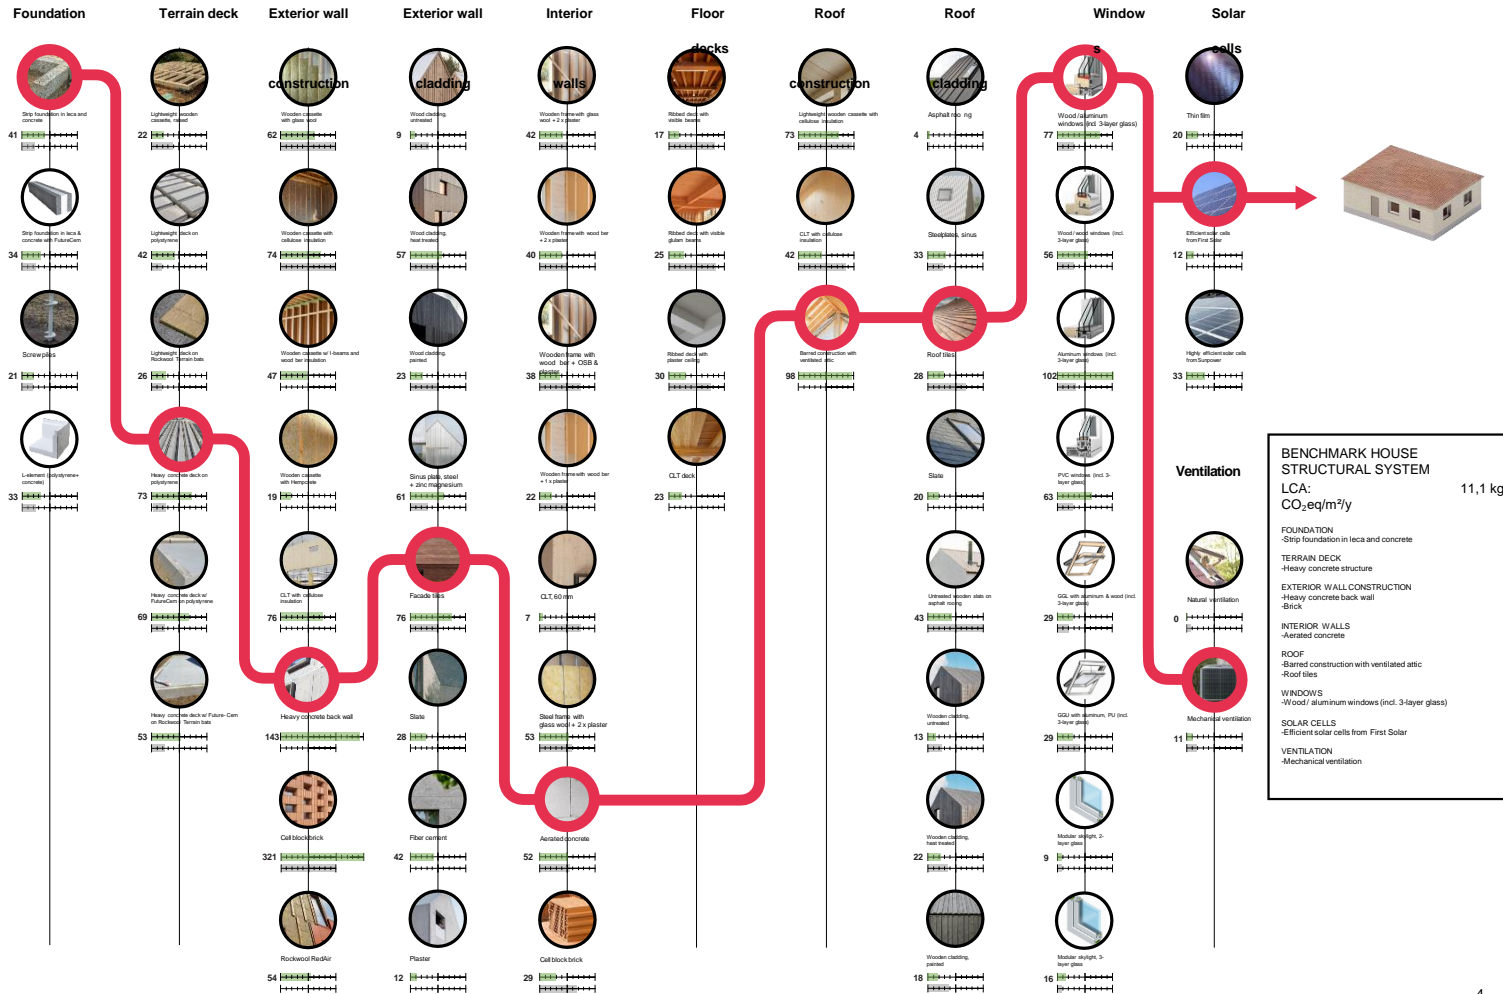 Foundation
Strip foundation in leca and
concrete
41
Strip foundation in leca &
concrete with FutureCem
34
Screw piles
21
L-element (polystyrene+
concrete)
33
Terrain deck
Lightweight wooden
cassette, raised
22
Lightweight deck on
polystyrene
42
Lightweight deck on
Rockwool Terrain bats
26
Heavy concrete deck on
polystyrene
73
Heavy concrete deck w/
FutureCem on polystyrene
69
Heavy concrete deck w/ Future- Cem
on Rockwool Terrain bats
53
Exterior wall
construction
Wooden cassette
with glass wool
62
Wooden cassette with
cellulose insulation
74
Wooden cassette w/ I-beams and
wood ber insulation
47
Wooden cassette
with Hempcrete
19
CLT with cellulose
insulation
76
Heavy concrete back wall
143
Cell block brick
321
Rockwool RedAir
54
Exterior wall
cladding
Wood cladding,
untreated
9
Wood cladding,
heat treated
57
Wood cladding,
painted
23
Sinus plate, steel
+ zinc magnesium
61
Facade tiles
76
Slate
28
Fiber cement
42
Plaster
12
Interior
walls
Wooden frame with glass
wool + 2 x plaster
42
Wooden frame with wood ber
+ 2 x plaster
40
Wooden frame with
wood ber + OSB &
plaster
38
Wooden frame with wood ber
+ 1 x plaster
22
CLT, 60 mm
7
Steel frame with
glass wool + 2 x plaster
53
Aerated concrete
52
Cell block brick
29
Floor
decks
Ribbed deck with
visible beams
17
Ribbed deck with visible
glulam beams
25
Ribbed deck with
plaster ceiling
30
CLT deck
23
Roof
construction
Lightweight wooden cassette with
cellulose insulation
73
CLT with cellulose
insulation
42
Barred construction with
ventilated attic
98
Roof
cladding
Asphalt roo ng
4
Steelplates, sinus
33
Roof tiles
28
Slate
20
Untreated wooden slats on
asphalt roo ng
43
Wooden cladding,
untreated
13
Wooden cladding,
heat treated
22
Wooden cladding,
painted
18
Window
s
Wood / aluminum
windows (incl. 3-layer glass)
77
Wood / wood windows (incl.
3-layer glass)
56
Aluminum windows (incl.
3-layer glass)
102
PVC windows (incl. 3-
layer glass)
63
GGL with aluminum & wood (incl.
3-layer glass)
29
GGU with aluminum, PU (incl.
3-layer glass)
29
Modular skylight, 2-
layer glass
9
Modular skylight, 3-
layer glass
16
Solar
cells
Thin film
20
Efficient solar cells
from First Solar
12
Highly efficient solar cells
from Sunpower
33
Ventilation
Natural ventilation
0
Mechanical ventilation
11
BENCHMARK HOUSE
STRUCTURAL SYSTEM
LCA: 11,1 kg
CO₂eq/m²/y
FOUNDATION
-Strip foundation in leca and concrete
TERRAIN DECK
-Heavy concrete structure
EXTERIOR WALL CONSTRUCTION
-Heavy concrete back wall
-Brick
INTERIOR WALLS
-Aerated concrete
ROOF
-Barred construction with ventilated attic
-Roof tiles
WINDOWS
-Wood / aluminum windows (incl. 3-layer glass)
SOLAR CELLS
-Efficient solar cells from First Solar
VENTILATION
-Mechanical ventilation
4